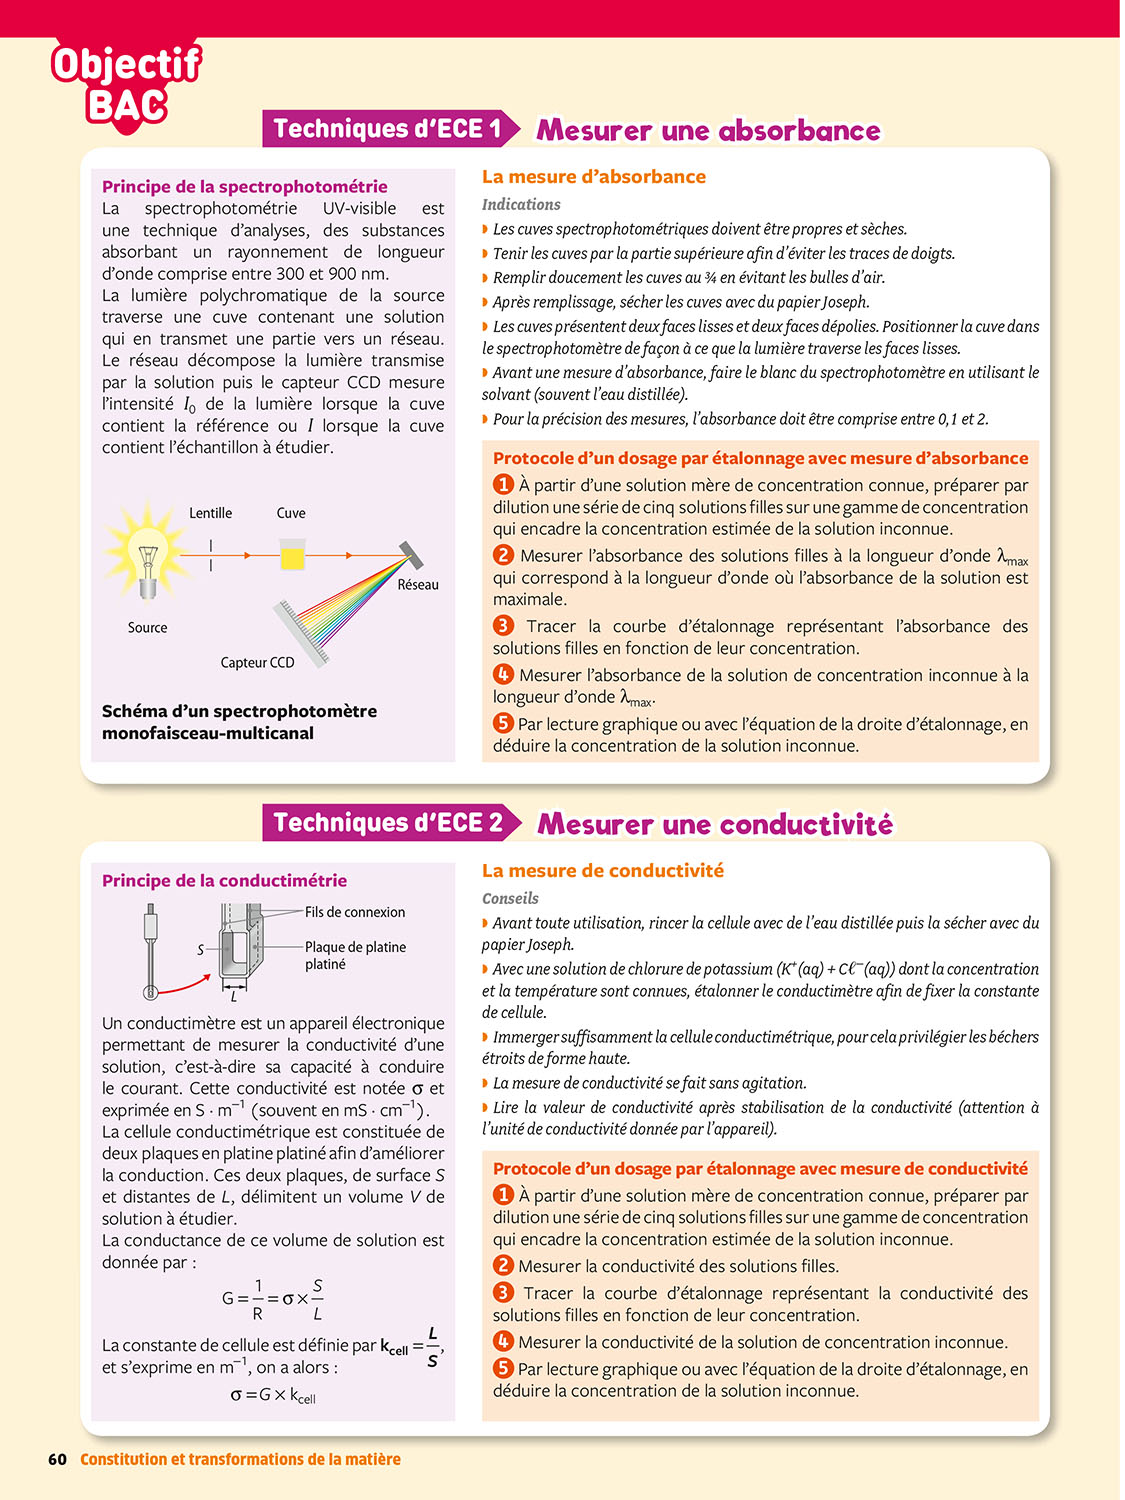 Objectif
BAC
Techniques d'ECE 1
Mesurer une absorbance
Principe de la spectrophotométrie
La spectrophotométrie UV-visible est
une technique d'analyses, des substances
absorbant un rayonnement de longueur
d'onde comprise entre 300 et 900 nm.
La lumière polychromatique de la source
traverse une cuve contenant une solution
qui en transmet une partie vers un réseau.
Le réseau décompose la lumière transmise
par la solution puis le capteur CCD mesure
l'intensité I₀ de la lumière lorsque la cuve
contient la référence ou I lorsque la cuve
contient l'échantillon à étudier.
Lentille
Cuve
Réseau
Source
Capteur CCD
Schéma d'un spectrophotomètre
monofaisceau-multicanal
La mesure d'absorbance
Indications
◗ Les cuves spectrophotométriques doivent être propres et sèches.
◗ Tenir les cuves par la partie supérieure afin d'éviter les traces de doigts.
◗ Remplir doucement les cuves au ¾ en évitant les bulles d'air.
◗ Après remplissage, sécher les cuves avec du papier Joseph.
◗ Les cuves présentent deux faces lisses et deux faces dépolies. Positionner la cuve dans
le spectrophotomètre de façon à ce que la lumière traverse les faces lisses.
◗ Avant une mesure d'absorbance, faire le blanc du spectrophotomètre en utilisant le
solvant (souvent l'eau distillée).
◗ Pour la précision des mesures, l'absorbance doit être comprise entre 0,1 et 2.
Protocole d'un dosage par étalonnage avec mesure d'absorbance
1 À partir d'une solution mère de concentration connue, préparer par
dilution une série de cinq solutions filles sur une gamme de concentration
qui encadre la concentration estimée de la solution inconnue.
2 Mesurer l'absorbance des solutions filles à la longueur d'onde λmax
qui correspond à la longueur d'onde où l'absorbance de la solution est
maximale.
3 Tracer la courbe d'étalonnage représentant l'absorbance des
solutions filles en fonction de leur concentration.
4 Mesurer l'absorbance de la solution de concentration inconnue à la
longueur d'onde λmax.
5 Par lecture graphique ou avec l'équation de la droite d'étalonnage, en
déduire la concentration de la solution inconnue.
Techniques d'ECE 2
Mesurer une conductivité
Principe de la conductimétrie
Fils de connexion
S
Plaque de platine
platiné
L
Un conductimètre est un appareil électronique
permettant de mesurer la conductivité d'une
solution, c'est-à-dire sa capacité à conduire
le courant. Cette conductivité est notée σ et
exprimée en S · m⁻¹ (souvent en mS · cm⁻¹).
La cellule conductimétrique est constituée de
deux plaques en platine platiné afin d'améliorer
la conduction. Ces deux plaques, de surface S
et distantes de L, délimitent un volume V de
solution à étudier.
La conductance de ce volume de solution est
donnée par :
G = 1/R = σ × S/L
La constante de cellule est définie par kcell = L/S,
et s'exprime en m⁻¹, on a alors :
σ = G × kcell
La mesure de conductivité
Conseils
◗ Avant toute utilisation, rincer la cellule avec de l'eau distillée puis la sécher avec du
papier Joseph.
◗ Avec une solution de chlorure de potassium (K⁺(aq) + Cℓ⁻(aq)) dont la concentration
et la température sont connues, étalonner le conductimètre afin de fixer la constante
de cellule.
◗ Immerger suffisamment la cellule conductimétrique, pour cela privilégier les béchers
étroits de forme haute.
◗ La mesure de conductivité se fait sans agitation.
◗ Lire la valeur de conductivité après stabilisation de la conductivité (attention à
l'unité de conductivité donnée par l'appareil).
Protocole d'un dosage par étalonnage avec mesure de conductivité
1 À partir d'une solution mère de concentration connue, préparer par
dilution une série de cinq solutions filles sur une gamme de concentration
qui encadre la concentration estimée de la solution inconnue.
2 Mesurer la conductivité des solutions filles.
3 Tracer la courbe d'étalonnage représentant la conductivité des
solutions filles en fonction de leur concentration.
4 Mesurer la conductivité de la solution de concentration inconnue.
5 Par lecture graphique ou avec l'équation de la droite d'étalonnage, en
déduire la concentration de la solution inconnue.
60 Constitution et transformations de la matière